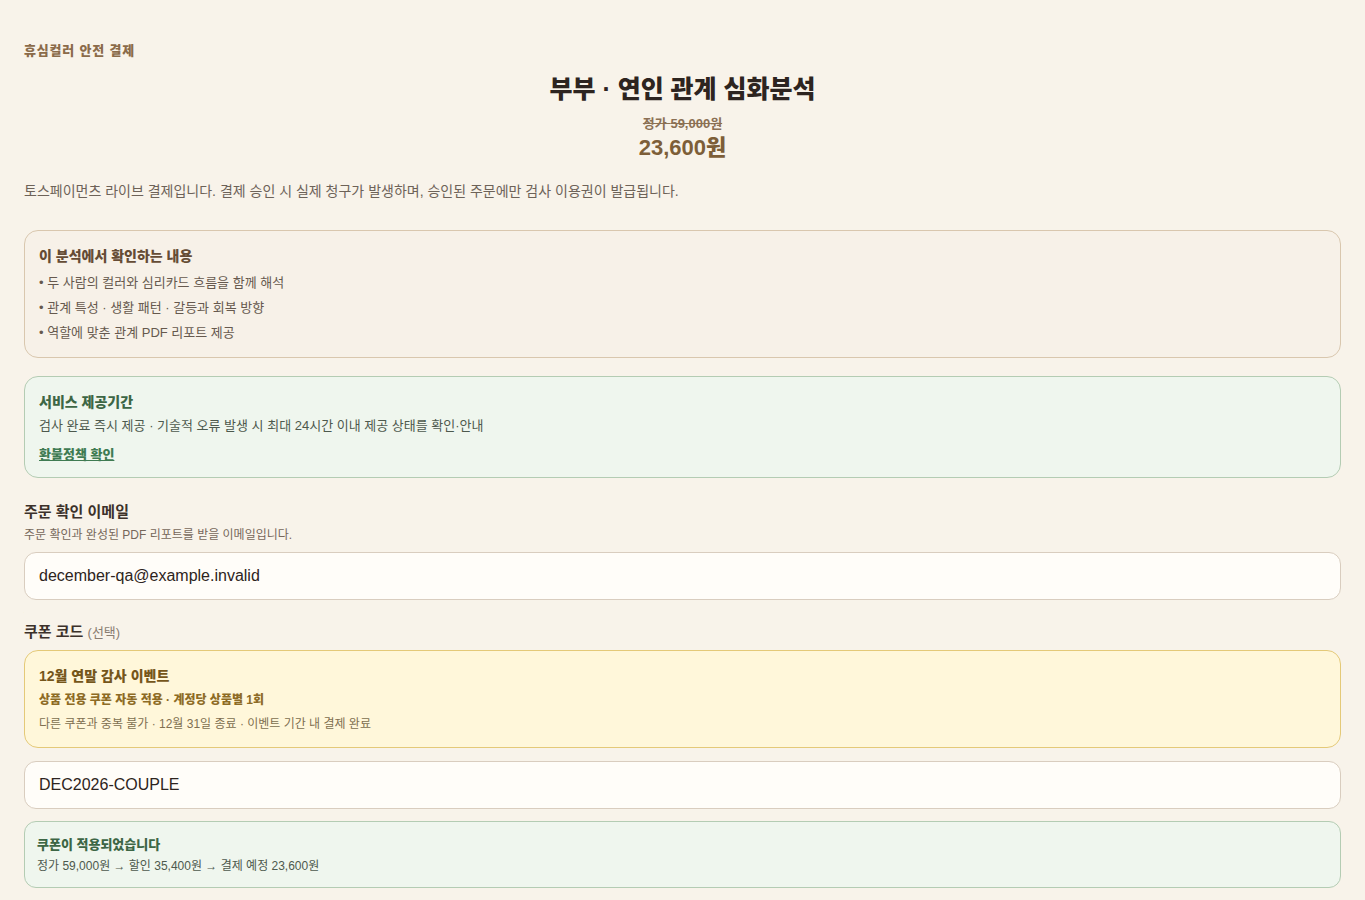 휴심컬러 안전 결제
부부 · 연인 관계 심화분석
정가 59,000원
23,600원
토스페이먼츠 라이브 결제입니다. 결제 승인 시 실제 청구가 발생하며, 승인된 주문에만 검사 이용권이 발급됩니다.
이 분석에서 확인하는 내용
• 두 사람의 컬러와 심리카드 흐름을 함께 해석
• 관계 특성 · 생활 패턴 · 갈등과 회복 방향
• 역할에 맞춘 관계 PDF 리포트 제공
서비스 제공기간
검사 완료 즉시 제공 · 기술적 오류 발생 시 최대 24시간 이내 제공 상태를 확인·안내
환불정책 확인
주문 확인 이메일
주문 확인과 완성된 PDF 리포트를 받을 이메일입니다.
december-qa@example.invalid
쿠폰 코드 (선택)
12월 연말 감사 이벤트
상품 전용 쿠폰 자동 적용 · 계정당 상품별 1회
다른 쿠폰과 중복 불가 · 12월 31일 종료 · 이벤트 기간 내 결제 완료
DEC2026-COUPLE
쿠폰이 적용되었습니다
정가 59,000원 → 할인 35,400원 → 결제 예정 23,600원